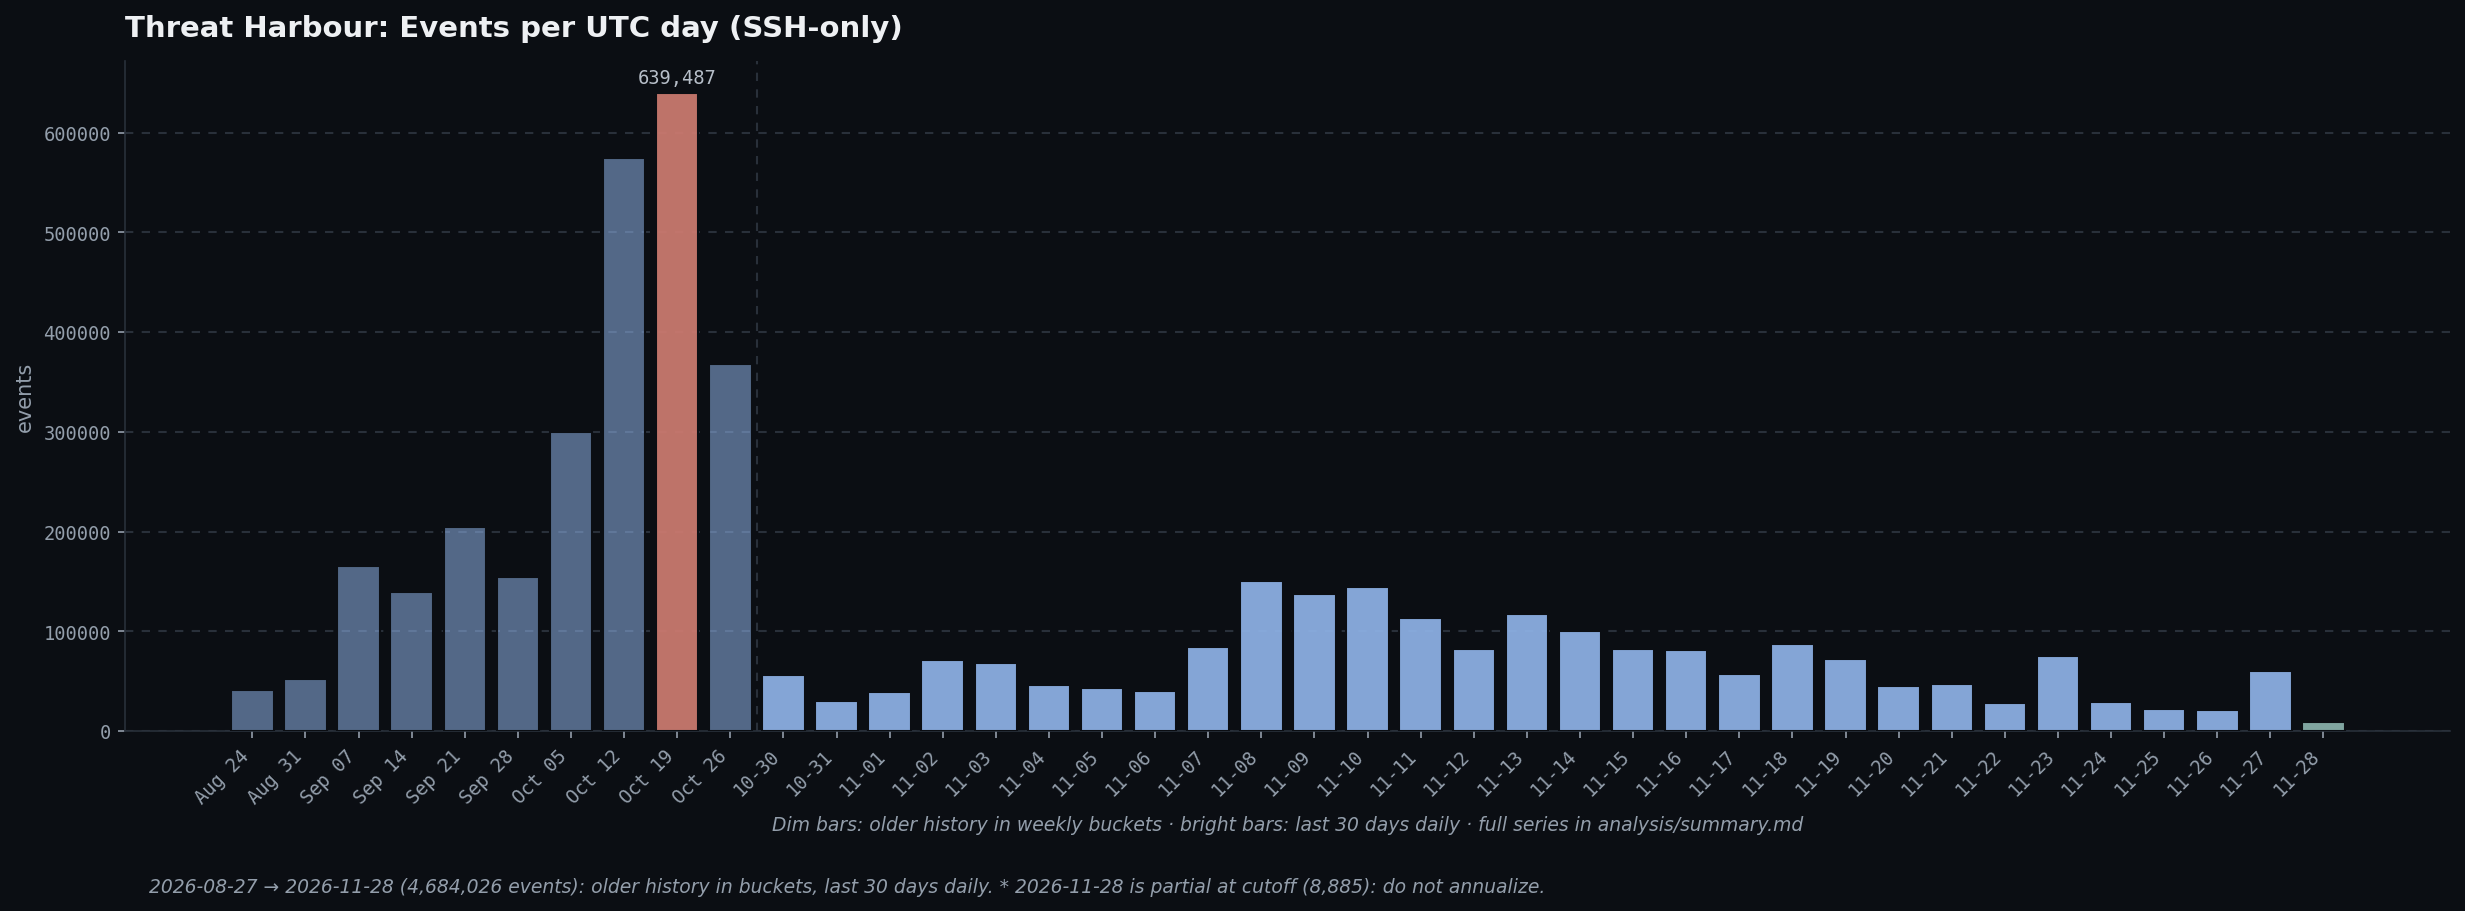 Threat Harbour: Events per UTC day (SSH-only)
639,487
600000
500000
400000
300000
200000
100000
0
events
Aug 24
Aug 31
Sep 07
Sep 14
Sep 21
Sep 28
Oct 05
Oct 12
Oct 19
Oct 26
10-30
10-31
11-01
11-02
11-03
11-04
11-05
11-06
11-07
11-08
11-09
11-10
11-11
11-12
11-13
11-14
11-15
11-16
11-17
11-18
11-19
11-20
11-21
11-22
11-23
11-24
11-25
11-26
11-27
11-28
Dim bars: older history in weekly buckets · bright bars: last 30 days daily · full series in analysis/summary.md
2026-08-27 → 2026-11-28 (4,684,026 events): older history in buckets, last 30 days daily. * 2026-11-28 is partial at cutoff (8,885): do not annualize.